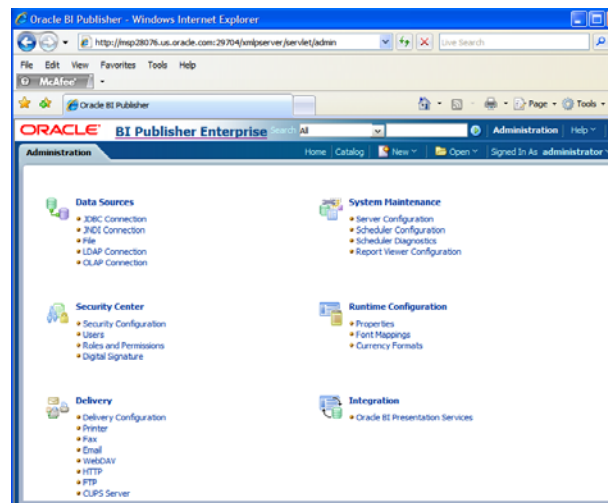 Oracle BI Publisher - Windows Internet Explorer
http://msp28076.us.oracle.com:29704/xmlpserver/servlet/admin
Live Search
File Edit View Favorites Tools Help
McAfee
Oracle BI Publisher
Page Tools
ORACLE BI Publisher Enterprise Search All Administration Help
Administration
Home Catalog New Open Signed In As administrator
Data Sources
JDBC Connection
JNDI Connection
File
LDAP Connection
OLAP Connection
System Maintenance
Server Configuration
Scheduler Configuration
Scheduler Diagnostics
Report Viewer Configuration
Security Center
Security Configuration
Users
Roles and Permissions
Digital Signature
Runtime Configuration
Properties
Font Mappings
Currency Formats
Delivery
Delivery Configuration
Printer
Fax
Email
WebDAV
HTTP
FTP
CUPS Server
Integration
Oracle BI Presentation Services